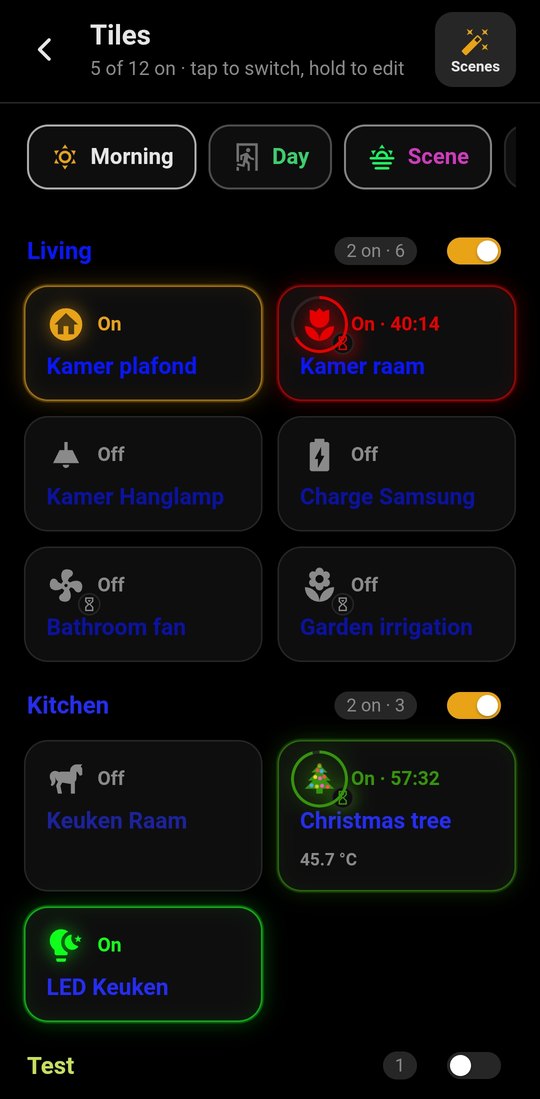 Tiles
5 of 12 on · tap to switch, hold to edit
Scenes
Morning
Day
Scene
Living
2 on · 6
On
Kamer plafond
On · 40:14
Kamer raam
Off
Kamer Hanglamp
Off
Charge Samsung
Off
Bathroom fan
Off
Garden irrigation
Kitchen
2 on · 3
Off
Keuken Raam
On · 57:32
Christmas tree
45.7 °C
On
LED Keuken
Test
1